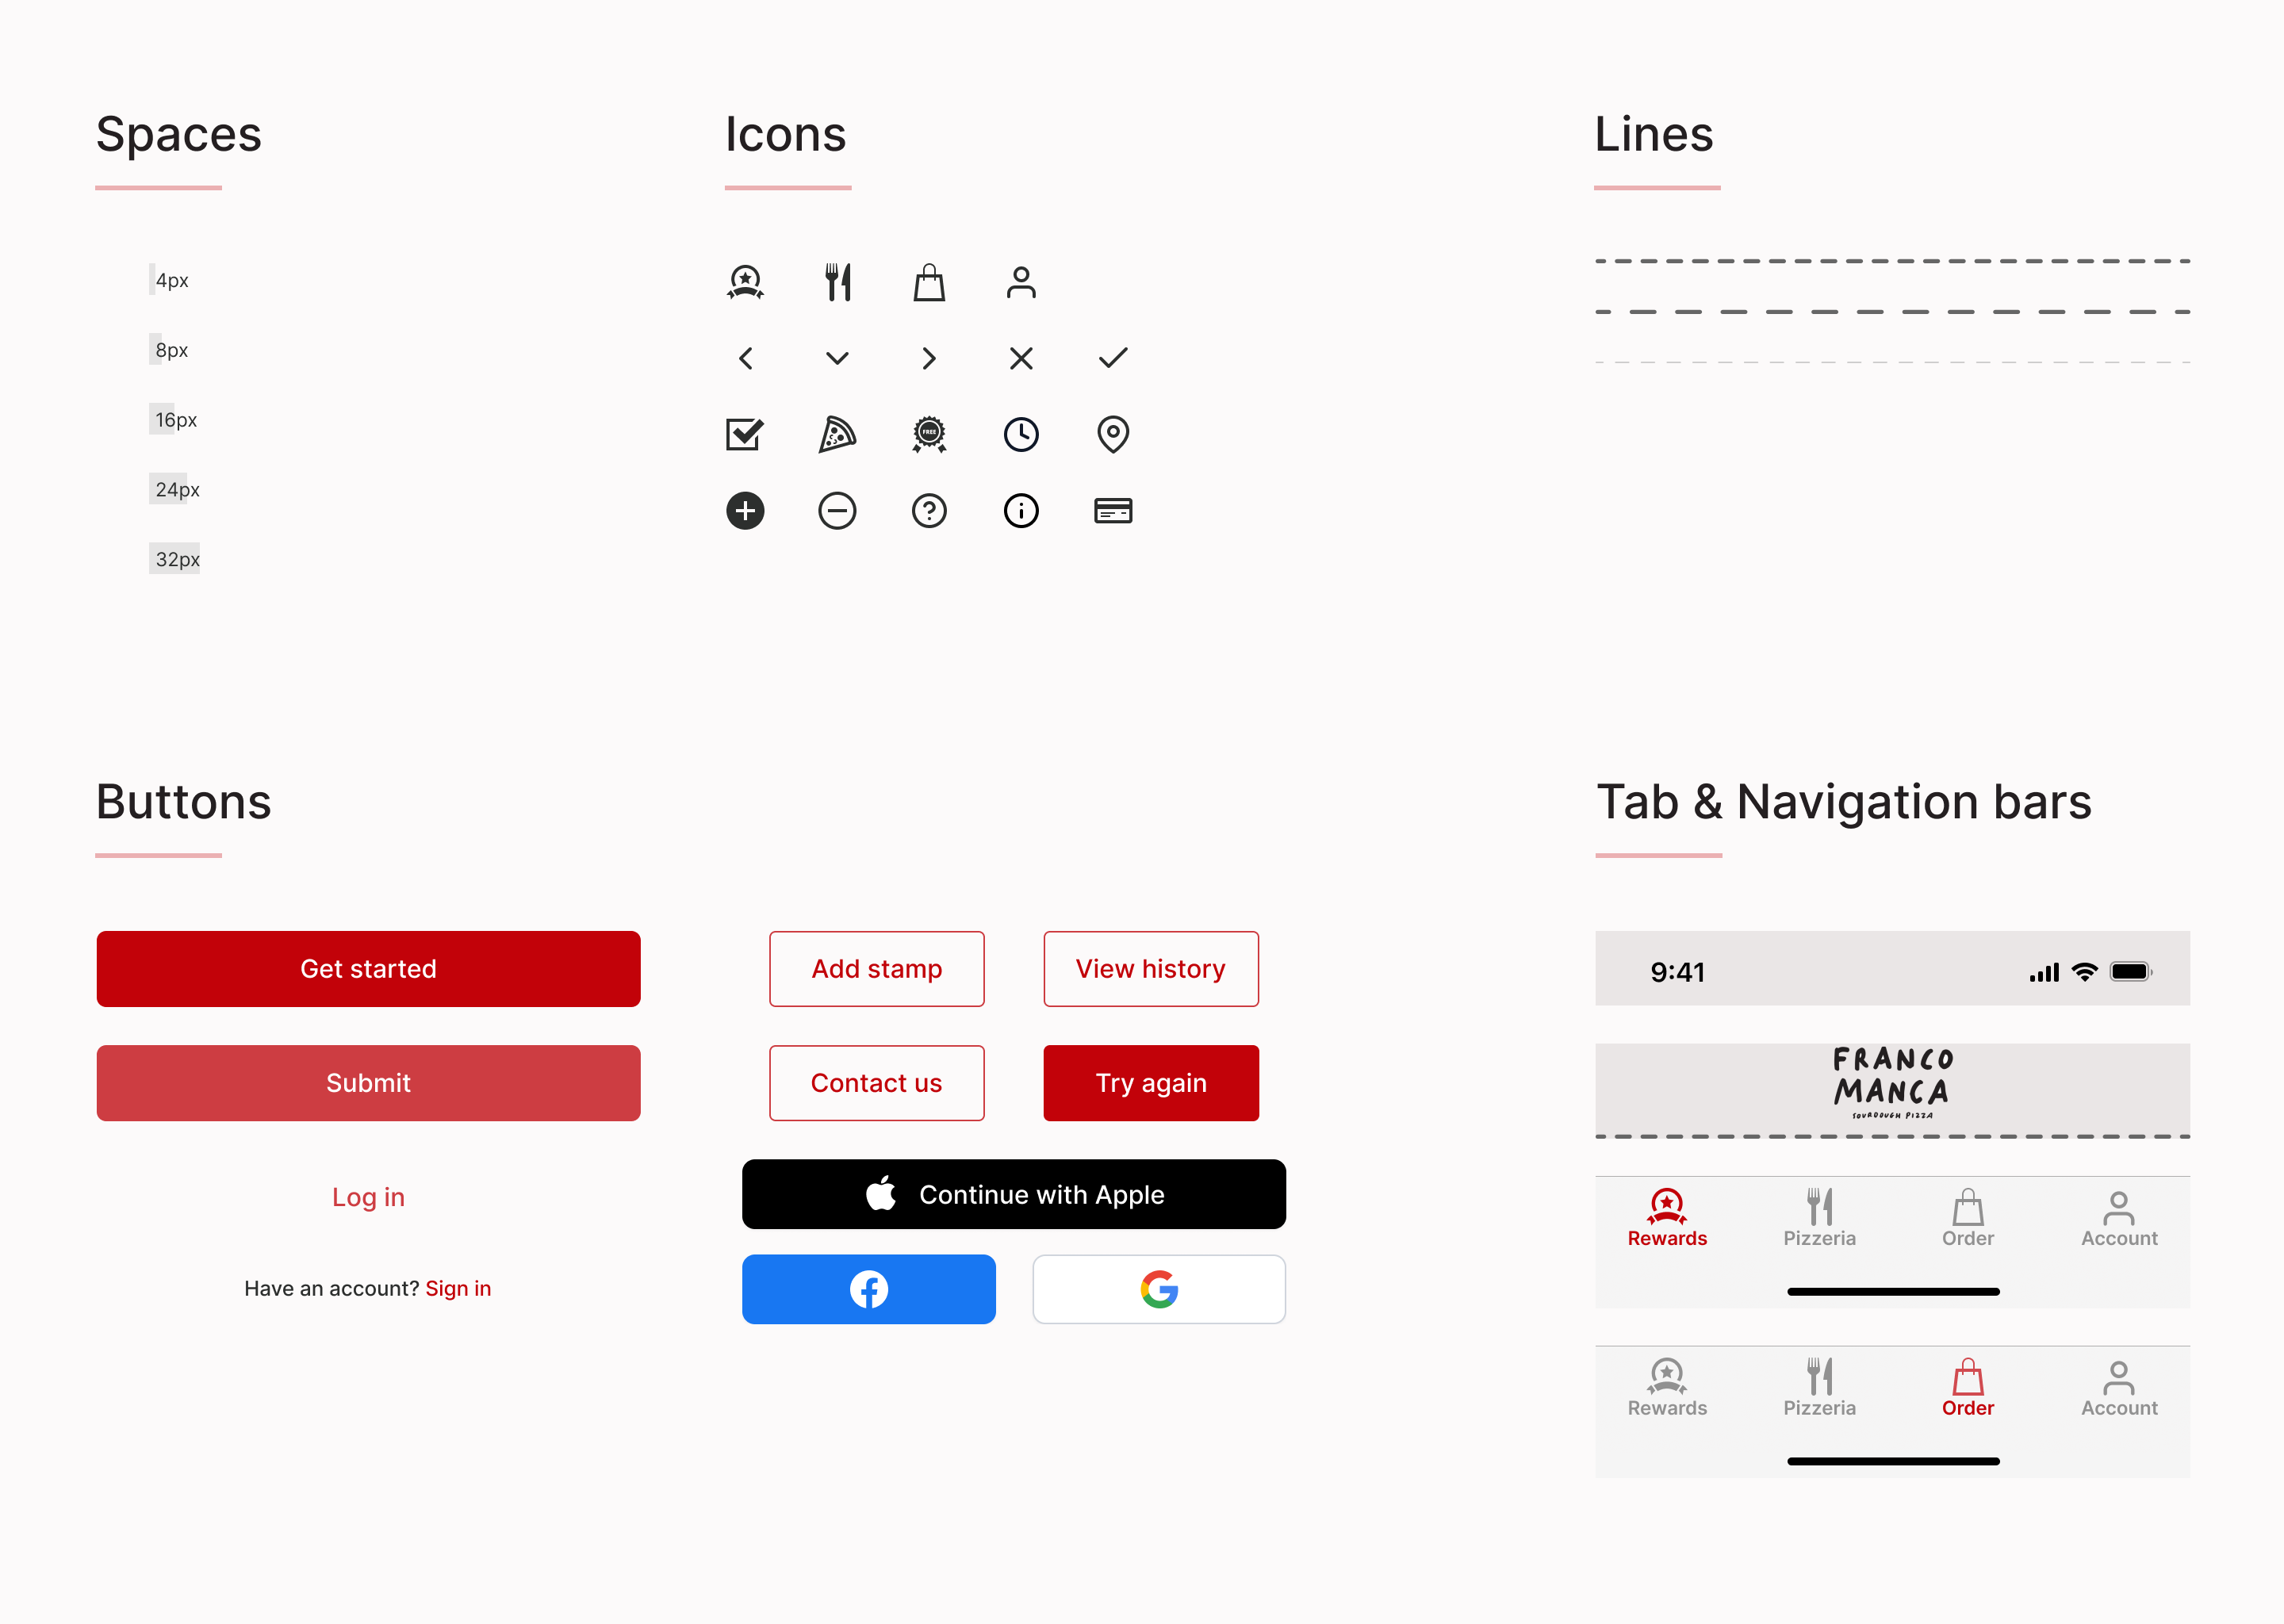 Spaces
4px
8px
16px
24px
32px
Icons
FREE
Lines
Buttons
Get started
Submit
Log in
Have an account? Sign in
Add stamp
View history
Contact us
Try again
Continue with Apple
Tab & Navigation bars
9:41
FRANCO
MANCA
SOURDOUGH PIZZA
Rewards
Pizzeria
Order
Account
Rewards
Pizzeria
Order
Account